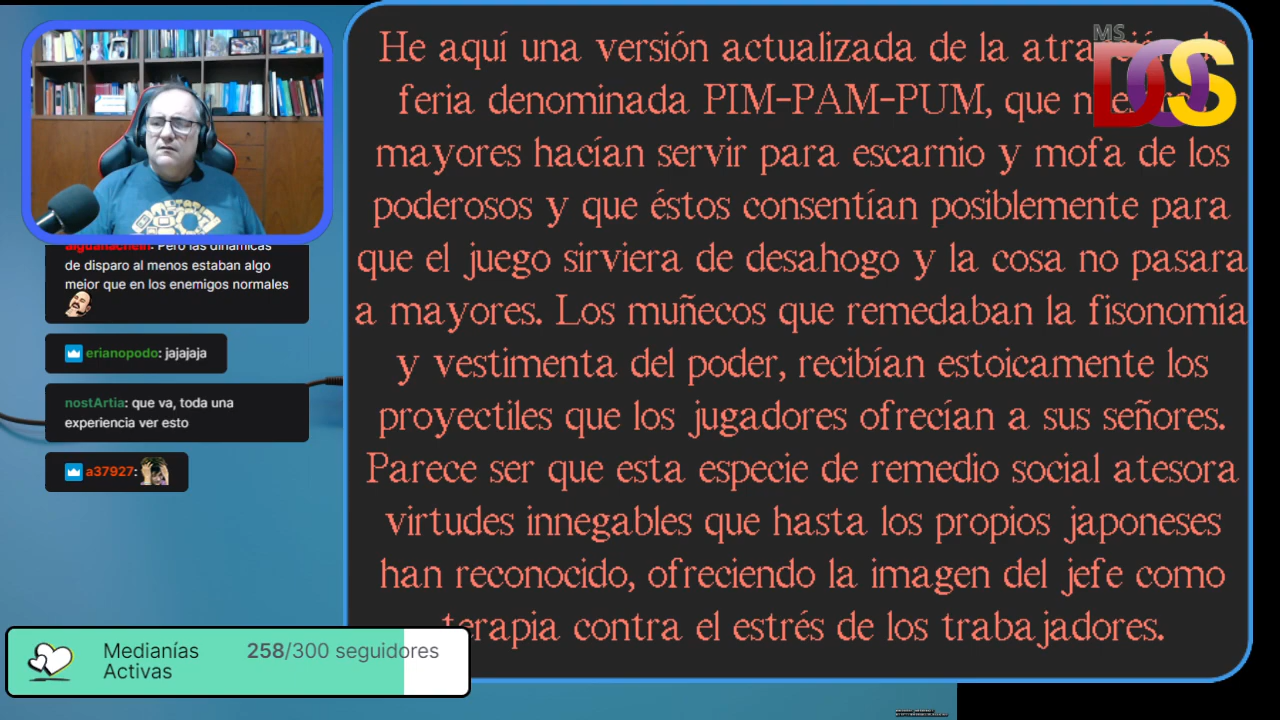 He aquí una versión actualizada de la
feria denominada PIM-PAM-PUM, que
mayores hacían servir para escarnio y mofa de los
poderosos y que éstos consentían posiblemente para
que el juego sirviera de desahogo y la cosa no pasara
a mayores. Los muñecos que remedaban la fisonomía
y vestimenta del poder, recibían estoicamente los
proyectiles que los jugadores ofrecían a sus señores.
Parece ser que esta especie de remedio social atesora
virtudes innegables que hasta los propios japoneses
han reconocido, ofreciendo la imagen del jefe como
terapia contra el estrés de los trabajadores.
MS
DOS
Pero las dinámicas
de disparo al menos estaban algo
mejor que en los enemigos normales
erianopodo: jajajaja
nostArtia: que va, toda una
experiencia ver esto
a37927:
Medianías
Activas
258/300 seguidores